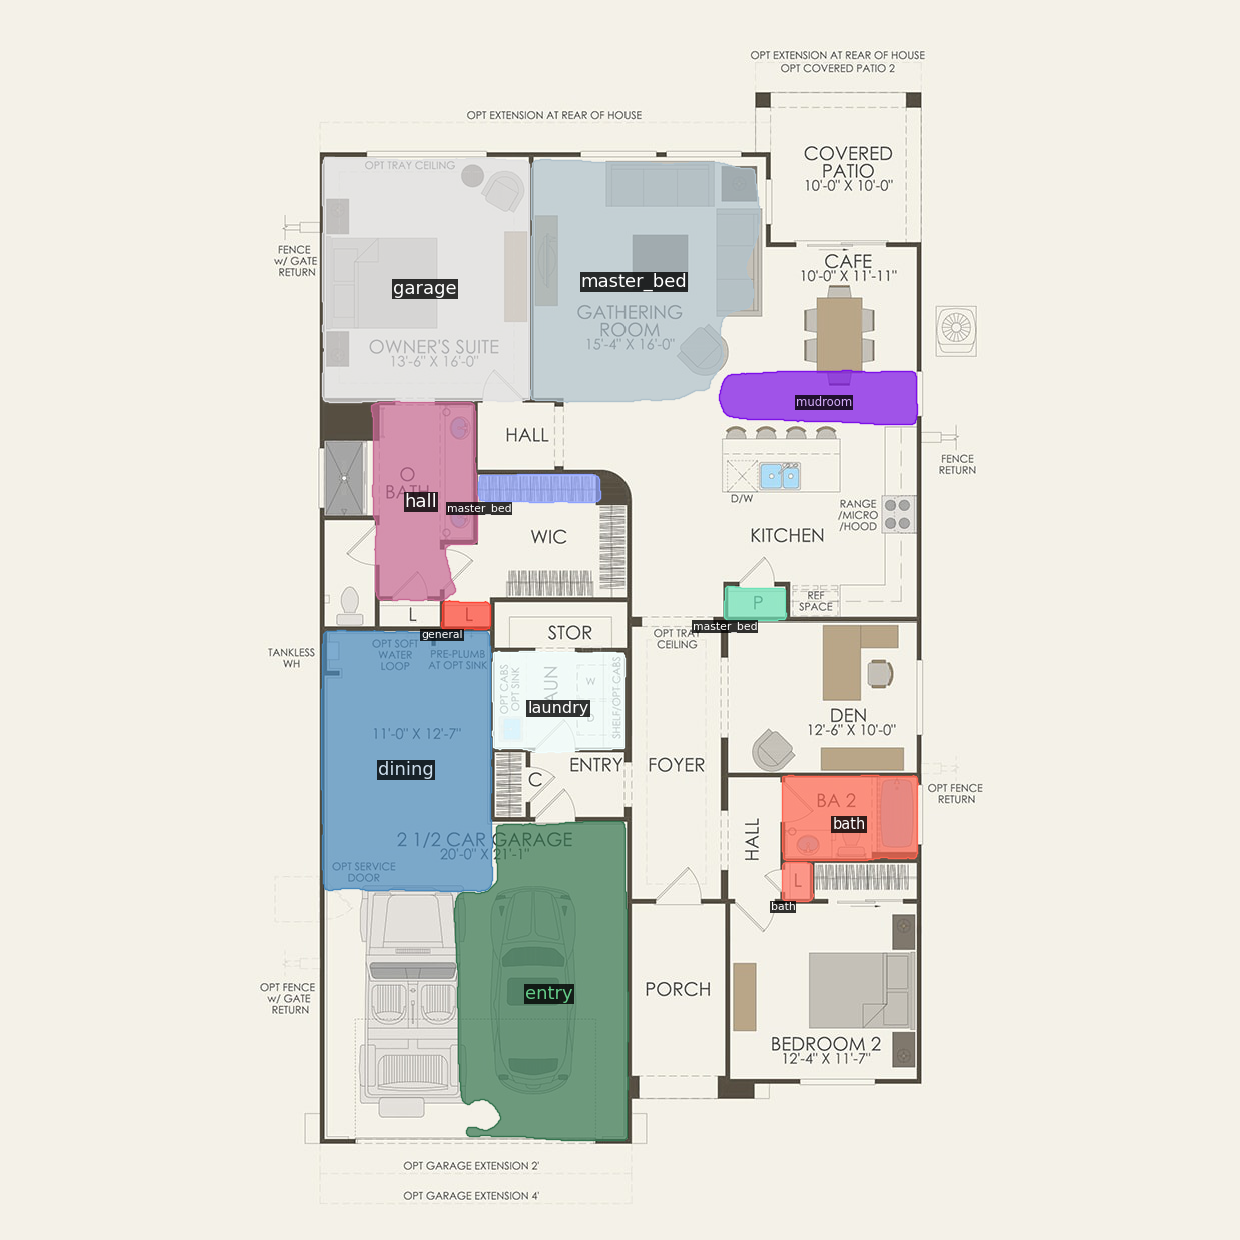 OPT EXTENSION AT REAR OF HOUSE
OPT COVERED PATIO 2
OPT EXTENSION AT REAR OF HOUSE
COVERED
PATIO
10'-0" X 10'-0"
OPT TRAY CEILING
FENCE
w/ GATE
RETURN
garage
OWNER'S SUITE
13'-6" X 16'-0"
master_bed
GATHERING
ROOM
15'-4" X 16'-0"
CAFE
10'-0" X 11'-11"
mudroom
HALL
O
BATH
hall
master_bed
WIC
D/W
RANGE
/MICRO
/HOOD
KITCHEN
FENCE
RETURN
P
REF
SPACE
master_bed
L
L
general
STOR
OPT TRAY
CEILING
TANKLESS
WH
OPT SOFT
WATER
LOOP
PRE-PLUMB
AT OPT SINK
OPT CABS
OPT SINK
LAUN
W
D
SHELF/OPT CABS
laundry
DEN
12'-6" X 10'-0"
11'-0" X 12'-7"
dining
C
ENTRY
FOYER
OPT FENCE
RETURN
BA 2
bath
HALL
L
bath
2 1/2 CAR GARAGE
20'-0" X 21'-1"
OPT SERVICE
DOOR
entry
OPT FENCE
w/ GATE
RETURN
PORCH
BEDROOM 2
12'-4" X 11'-7"
OPT GARAGE EXTENSION 2'
OPT GARAGE EXTENSION 4'